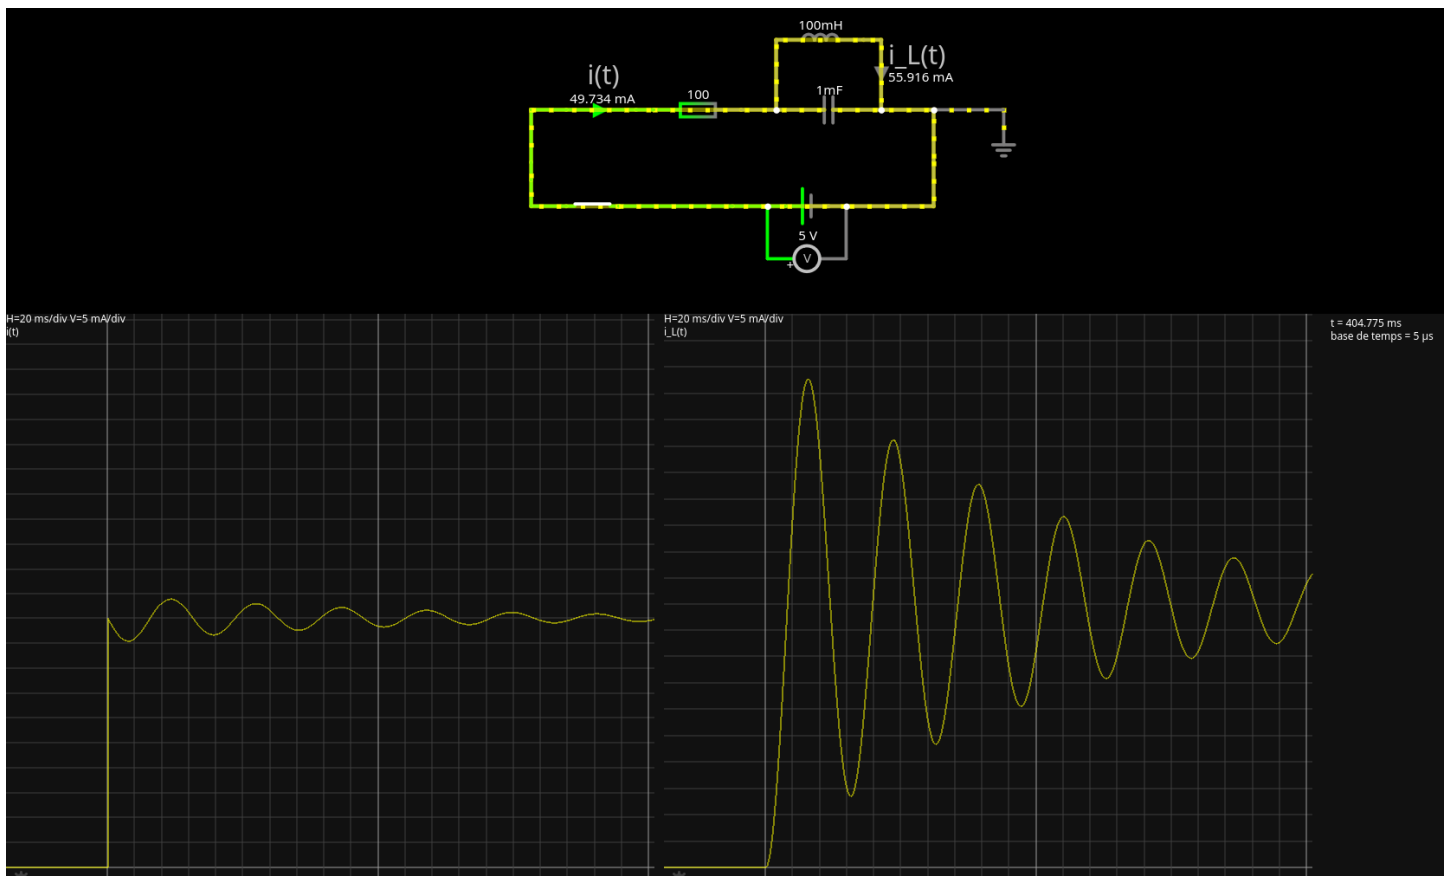 100mH
i_L(t)
55.916 mA
i(t)
49.734 mA
100
1mF
5 V
V
+
H=20 ms/div V=5 mA/div
i(t)
H=20 ms/div V=5 mA/div
i_L(t)
t = 404.775 ms
base de temps = 5 µs